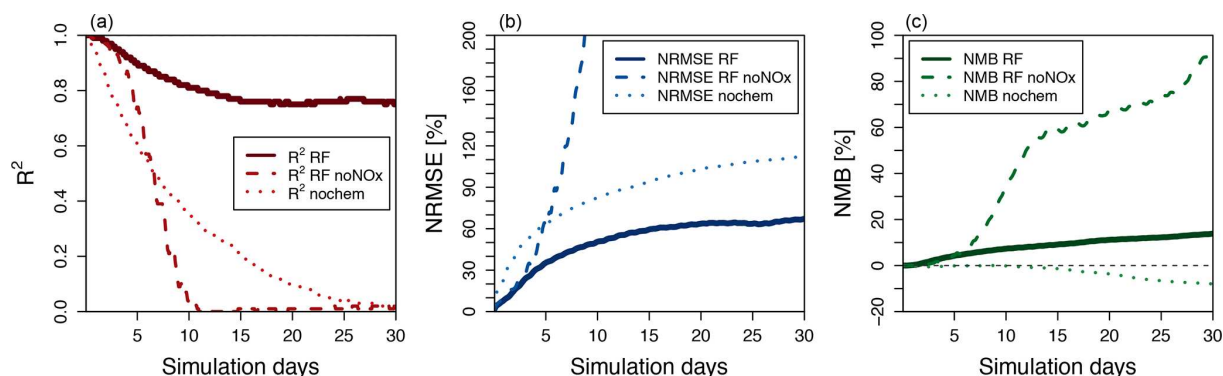 (a)
R²
1.0
0.8
0.6
0.4
0.2
0.0
R² RF
R² RF noNOx
R² nochem
5
10
15
20
25
30
Simulation days
(b)
NRMSE [%]
200
160
120
90
60
30
0
NRMSE RF
NRMSE RF noNOx
NRMSE nochem
5
10
15
20
25
30
Simulation days
(c)
NMB [%]
100
80
60
40
20
0
−20
NMB RF
NMB RF noNOx
NMB nochem
5
10
15
20
25
30
Simulation days